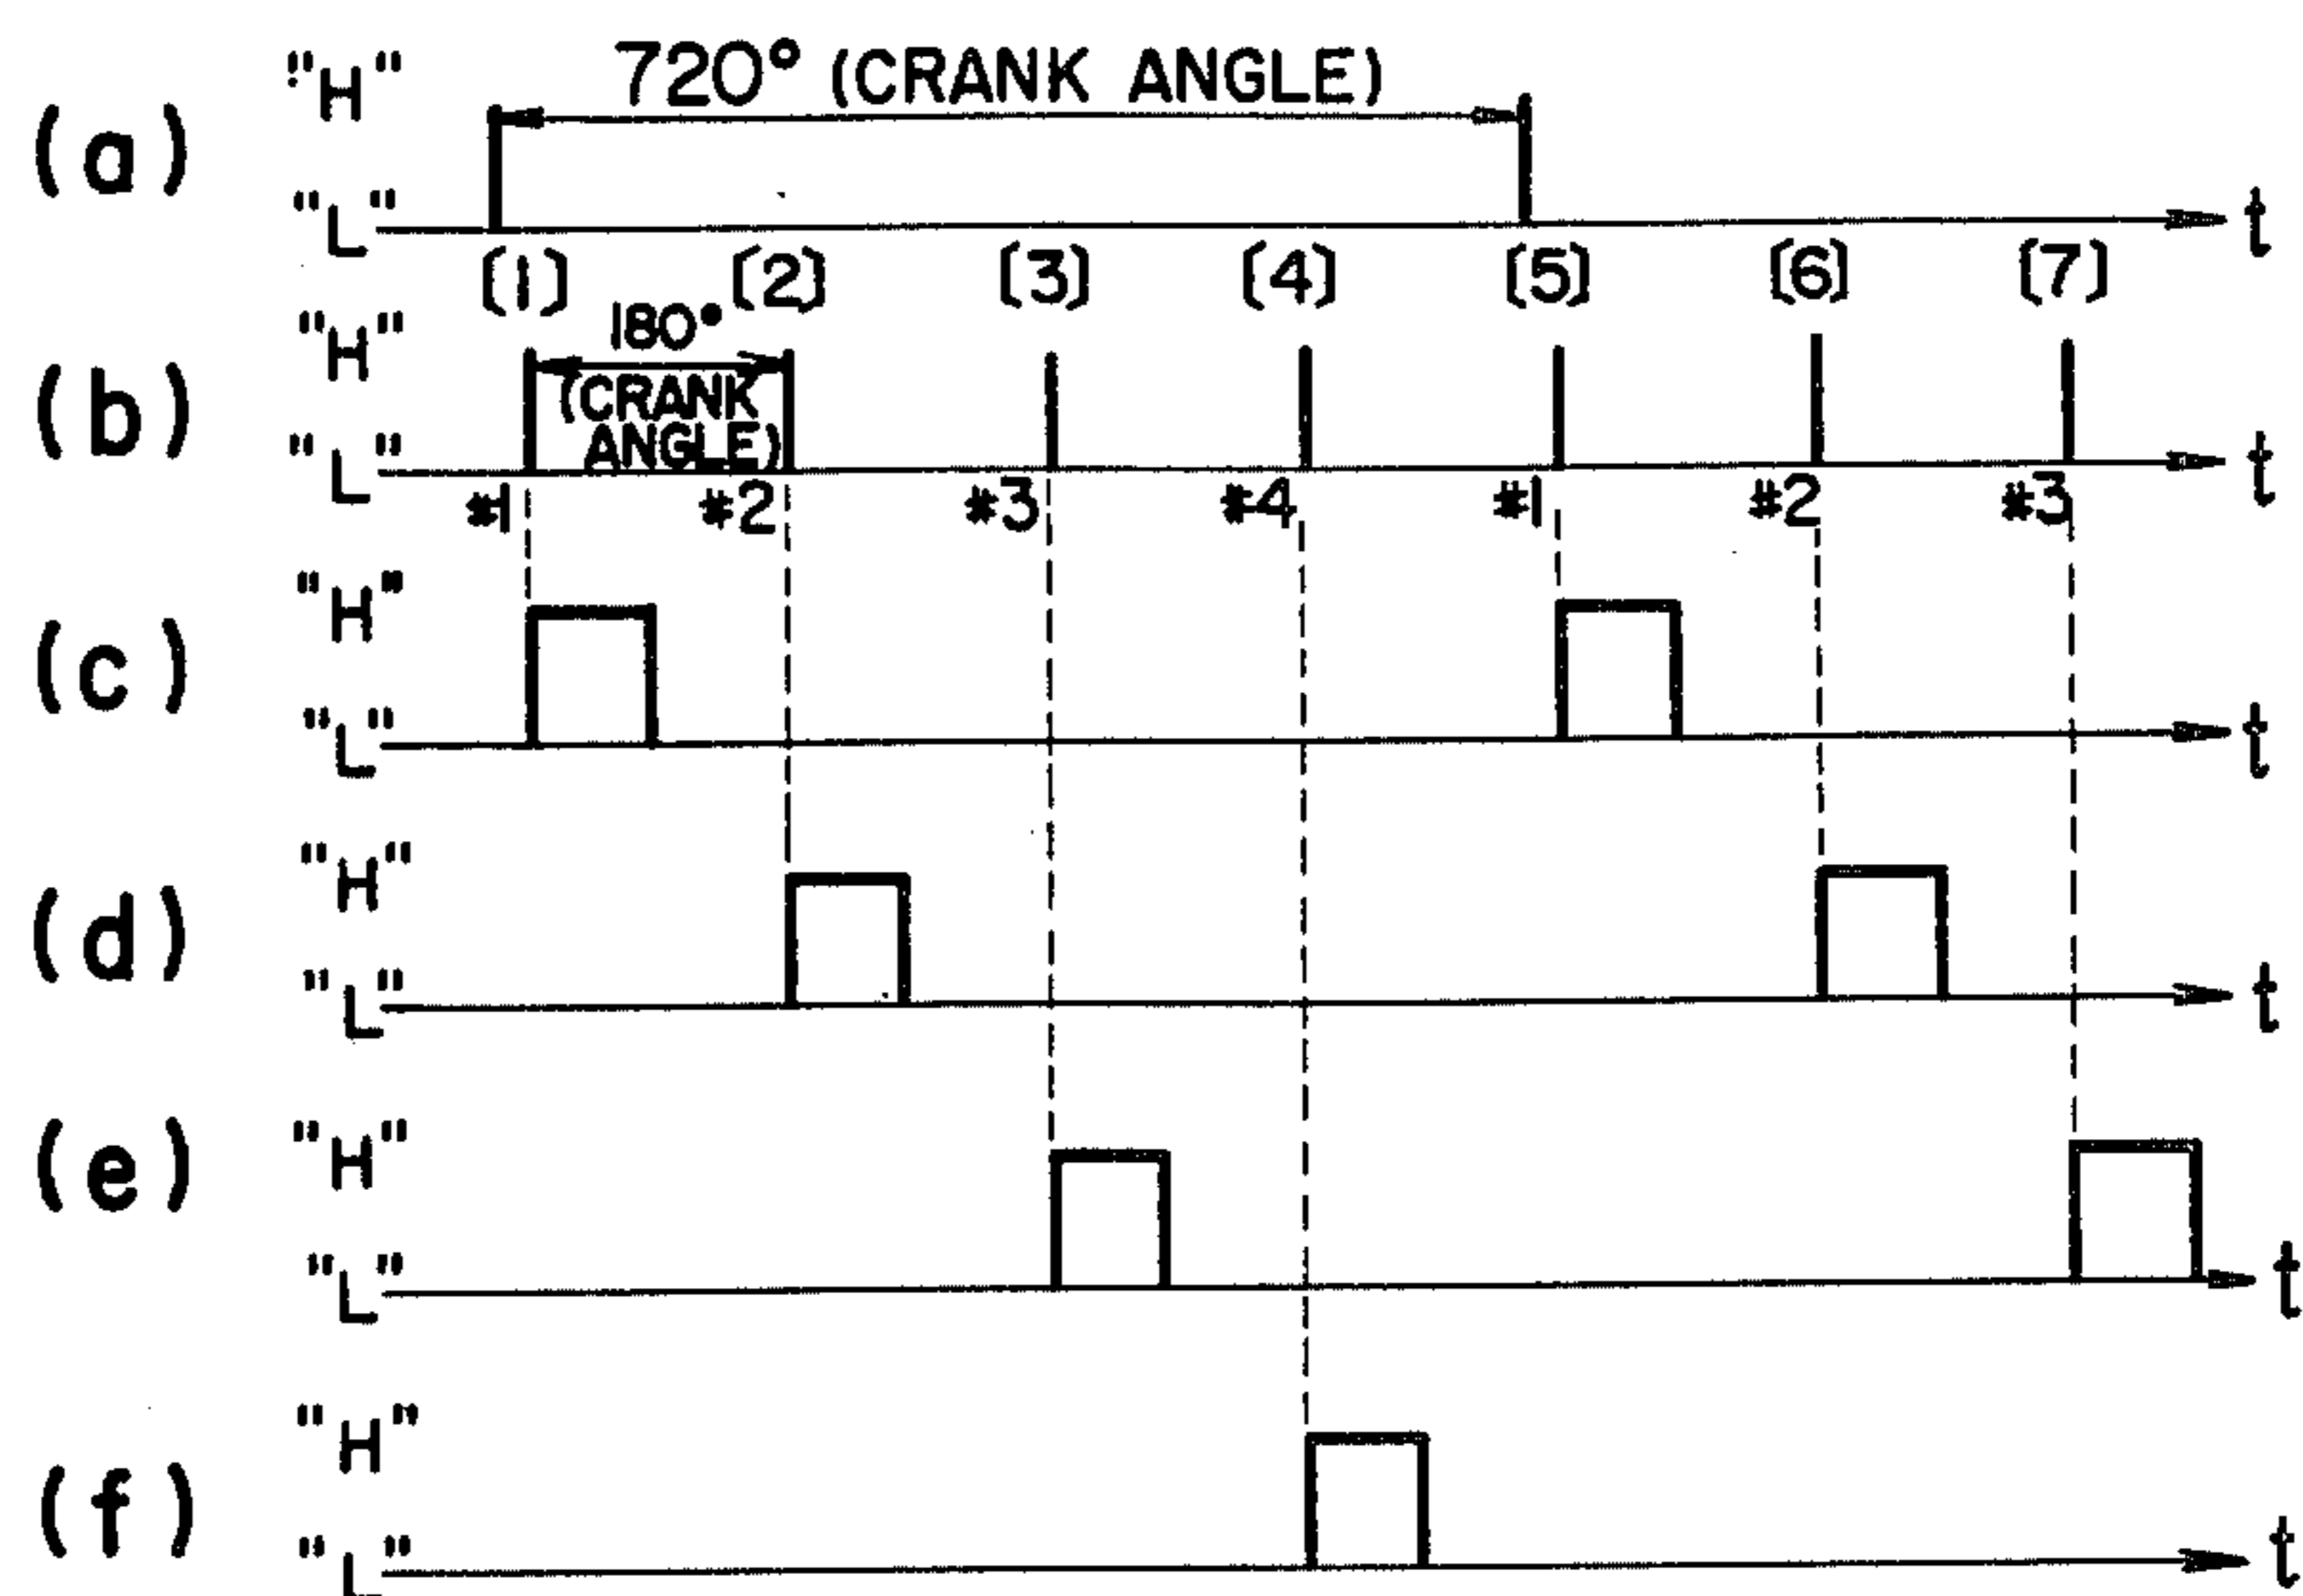 "H" 720° (CRANK ANGLE)
(a)
"L" t
(1) (2) (3) (4) (5) (6) (7)
"H" 180°
(b) (CRANK
ANGLE)
"L" t
#1 #2 #3 #4 #1 #2 #3
"H"
(c)
"L" t
"H"
(d)
"L" t
"H"
(e)
"L" t
"H"
(f)
"L" t